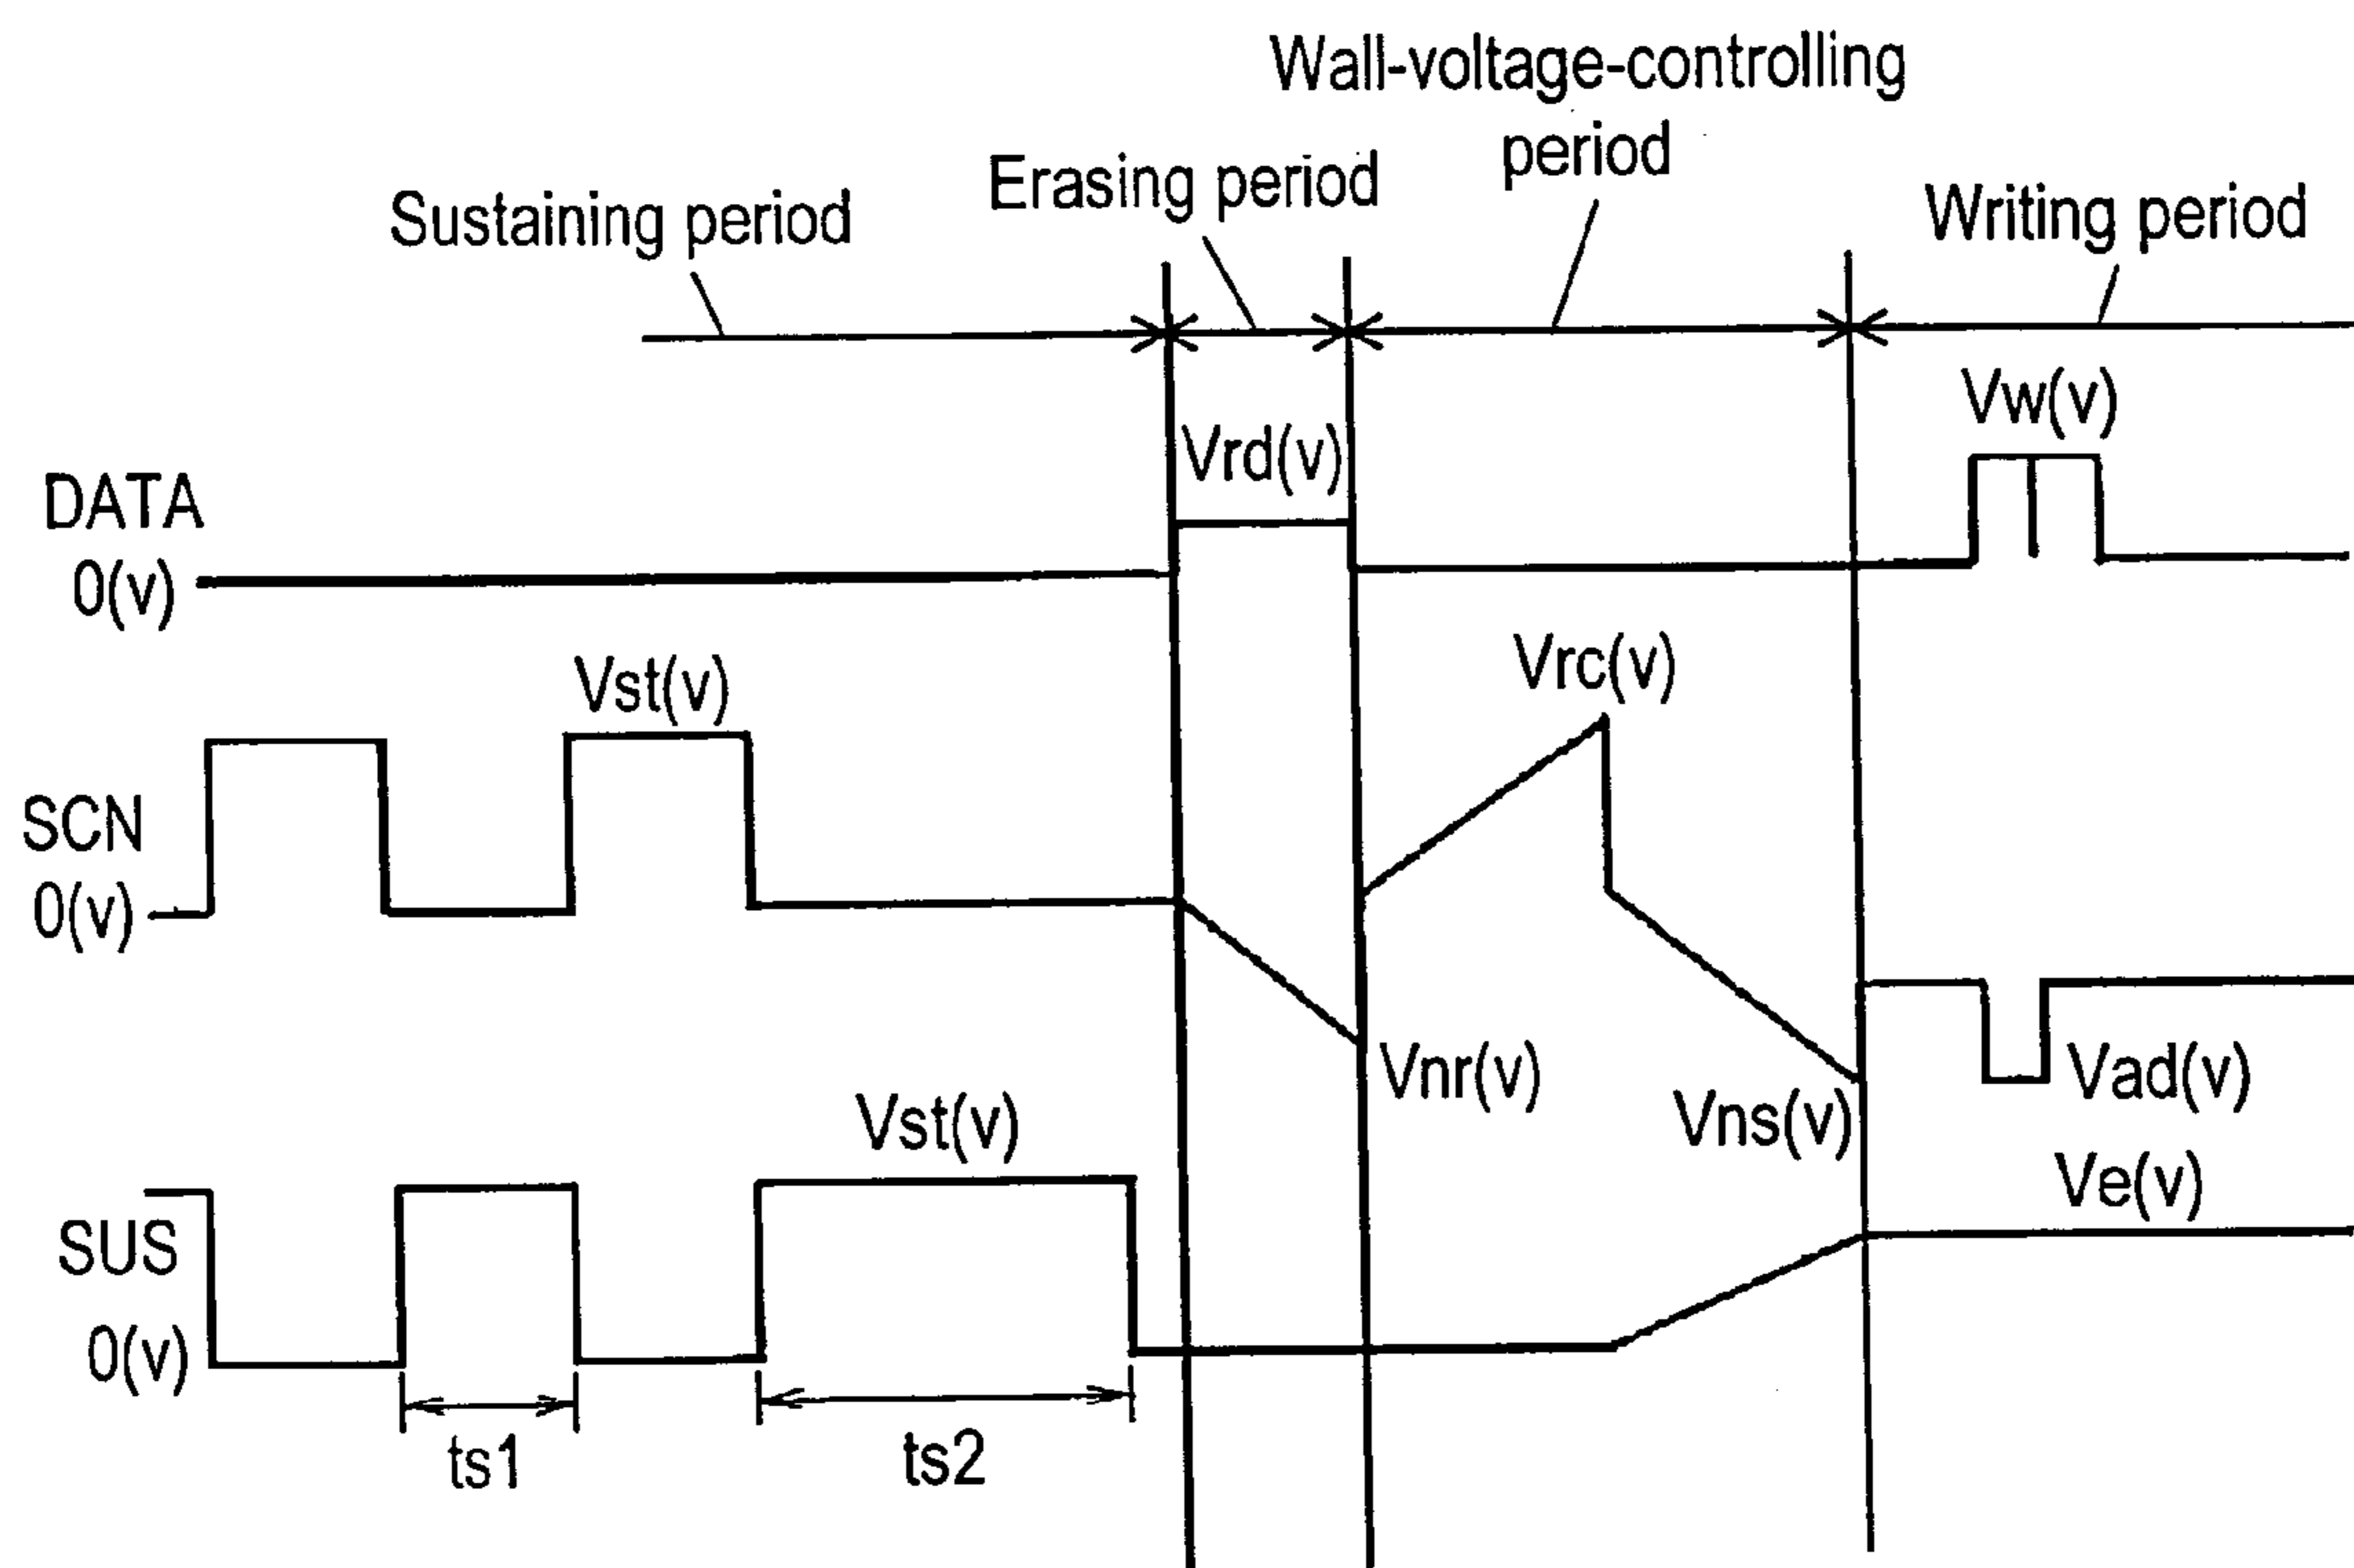 Wall-voltage-controlling
period
Erasing period
Sustaining period
Writing period
Vw(v)
Vrd(v)
DATA
0(v)
Vrc(v)
Vst(v)
SCN
0(v)
Vnr(v)
Vad(v)
Vns(v)
Vst(v)
Ve(v)
SUS
0(v)
ts1
ts2